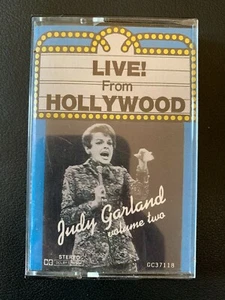 LIVE!
From
HOLLYWOOD
Judy Garland
volume two
STEREO
GC37118